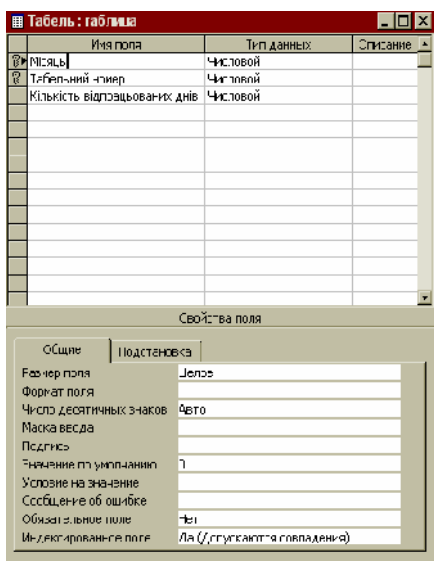 Табель : таблица
Имя поля Тип данных Описание
Місяць Числовой
Табельний номер Числовой
Кількість відпрацьованих днів Числовой
Свойства поля
Общие Подстановка
Размер поля Целое
Формат поля
Число десятичных знаков Авто
Маска ввода
Подпись
Значение по умолчанию 0
Условие на значение
Сообщение об ошибке
Обязательное поле Нет
Индексированное поле Да (Допускаются совпадения)